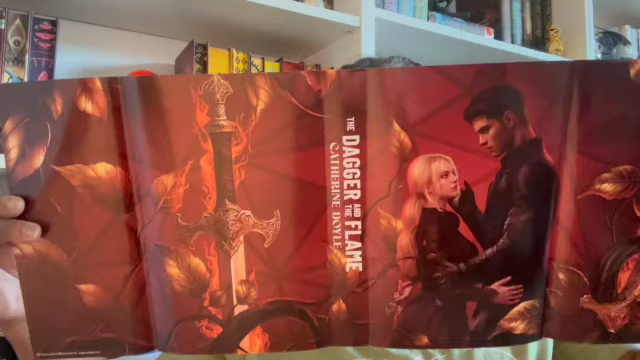 THE
DAGGER
AND
THE
FLAME
CATHERINE DOYLE